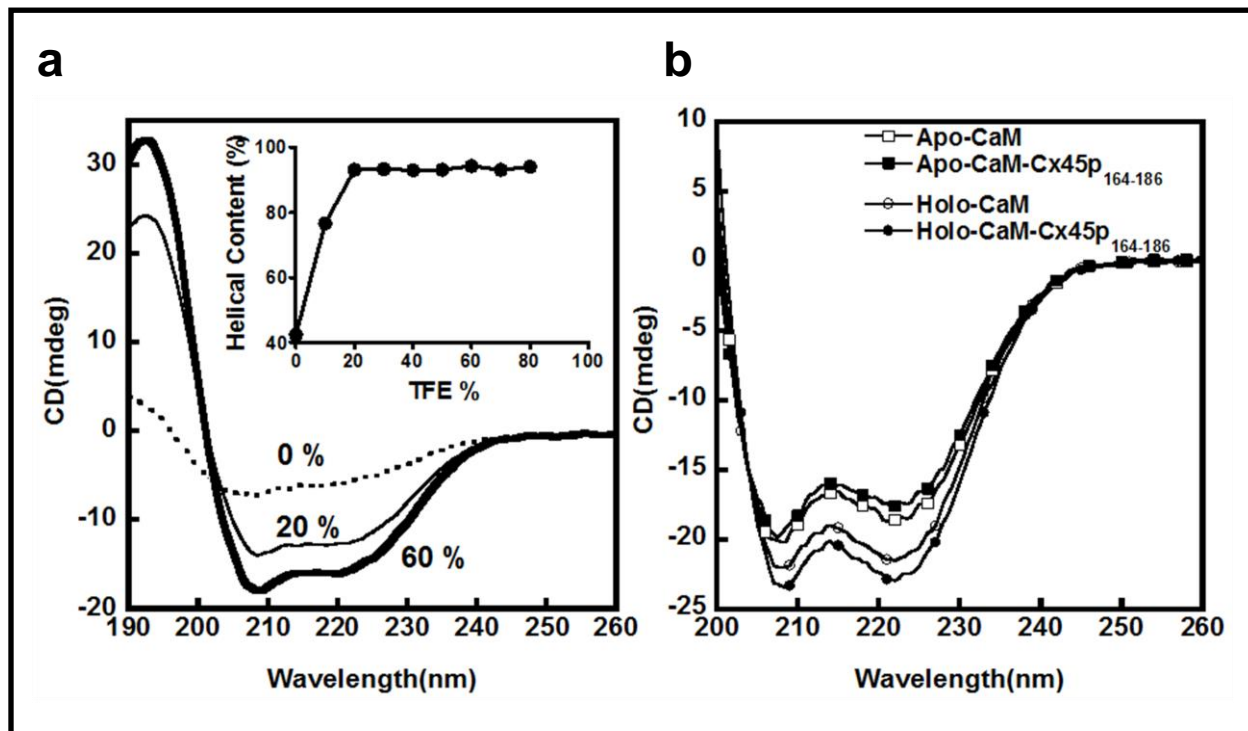 a
CD(mdeg)
30
20
10
0
-10
-20
190 200 210 220 230 240 250 260
Wavelength(nm)
0 %
20 %
60 %
Helical Content (%)
100
80
60
40
0 20 40 60 80 100
TFE %
b
CD(mdeg)
10
5
0
-5
-10
-15
-20
-25
200 210 220 230 240 250 260
Wavelength(nm)
Apo-CaM
Apo-CaM-Cx45p164-186
Holo-CaM
Holo-CaM-Cx45p164-186